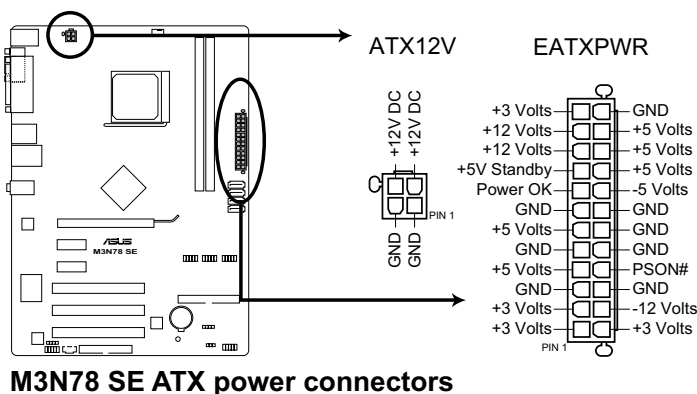 ATX12V
EATXPWR
+12V DC
+12V DC
GND
GND
PIN 1
+3 Volts
GND
+12 Volts
+5 Volts
+12 Volts
+5 Volts
+5V Standby
+5 Volts
Power OK
-5 Volts
GND
GND
+5 Volts
GND
GND
GND
+5 Volts
PSON#
GND
GND
+3 Volts
-12 Volts
+3 Volts
+3 Volts
PIN 1
ASUS
M3N78 SE
M3N78 SE ATX power connectors